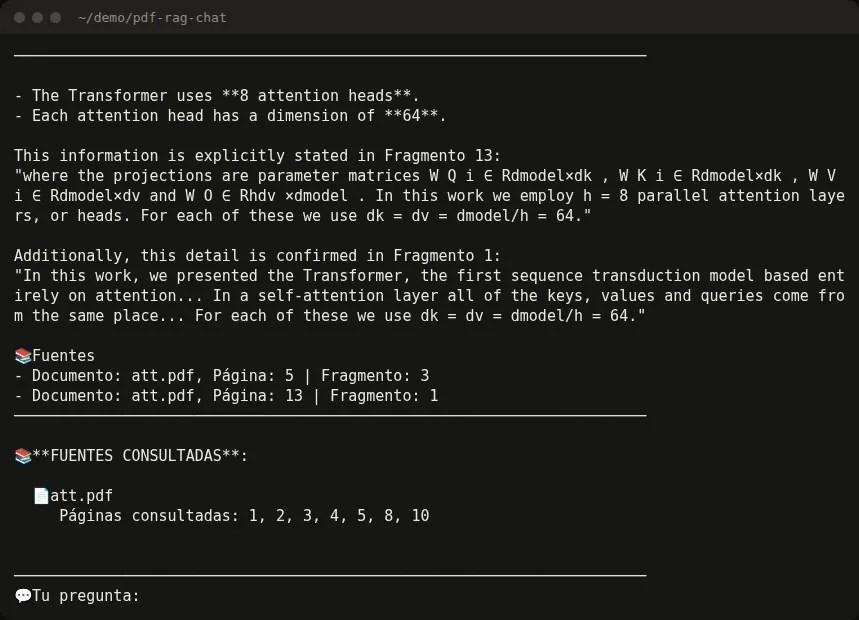 ~/demo/pdf-rag-chat
- The Transformer uses **8 attention heads**.
- Each attention head has a dimension of **64**.
This information is explicitly stated in Fragmento 13:
"where the projections are parameter matrices W Q i ∈ Rdmodel×dk , W K i ∈ Rdmodel×dk , W V
i ∈ Rdmodel×dv and W O ∈ Rhdv ×dmodel . In this work we employ h = 8 parallel attention laye
rs, or heads. For each of these we use dk = dv = dmodel/h = 64."
Additionally, this detail is confirmed in Fragmento 1:
"In this work, we presented the Transformer, the first sequence transduction model based ent
irely on attention... In a self-attention layer all of the keys, values and queries come fro
m the same place... For each of these we use dk = dv = dmodel/h = 64."
📚Fuentes
- Documento: att.pdf, Página: 5 | Fragmento: 3
- Documento: att.pdf, Página: 13 | Fragmento: 1
📚**FUENTES CONSULTADAS**:
📄att.pdf
Páginas consultadas: 1, 2, 3, 4, 5, 8, 10
💬Tu pregunta: